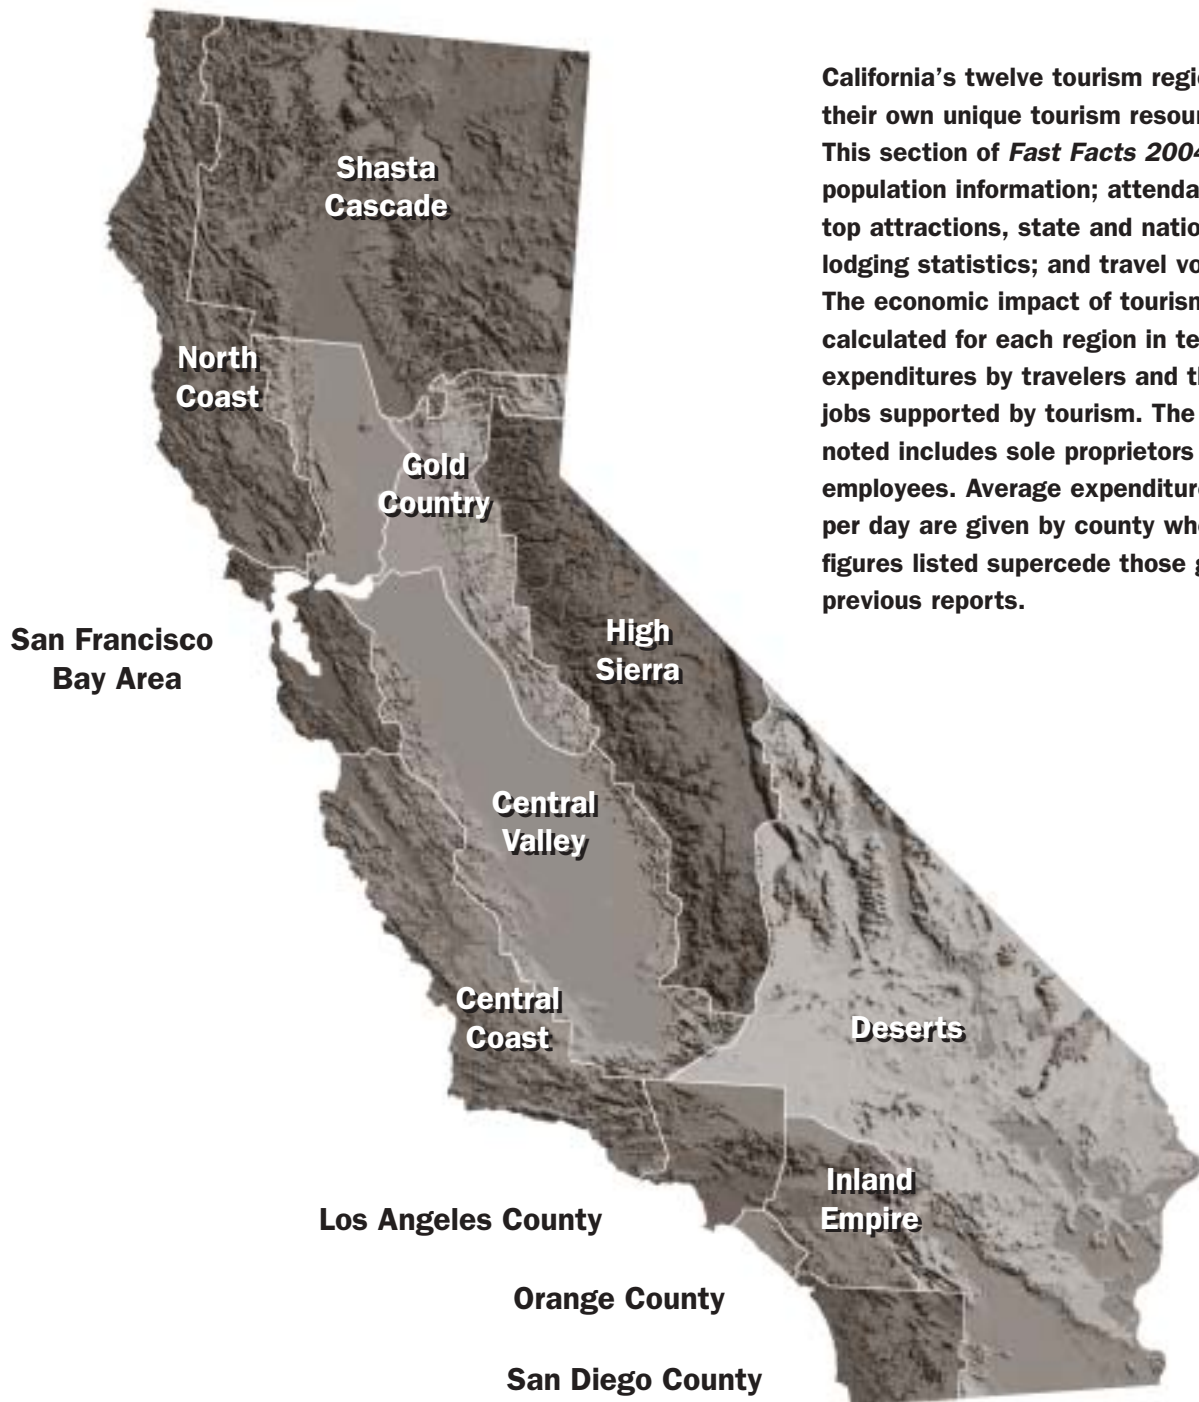 California's twelve tourism regio
their own unique tourism resour
This section of Fast Facts 2004
population information; attenda
top attractions, state and natio
lodging statistics; and travel vo
The economic impact of tourism
calculated for each region in te
expenditures by travelers and th
jobs supported by tourism. The
noted includes sole proprietors
employees. Average expenditure
per day are given by county whe
figures listed supercede those g
previous reports.
Shasta
Cascade
North
Coast
Gold
Country
San Francisco
Bay Area
High
Sierra
Central
Valley
Central
Coast
Deserts
Inland
Empire
Los Angeles County
Orange County
San Diego County